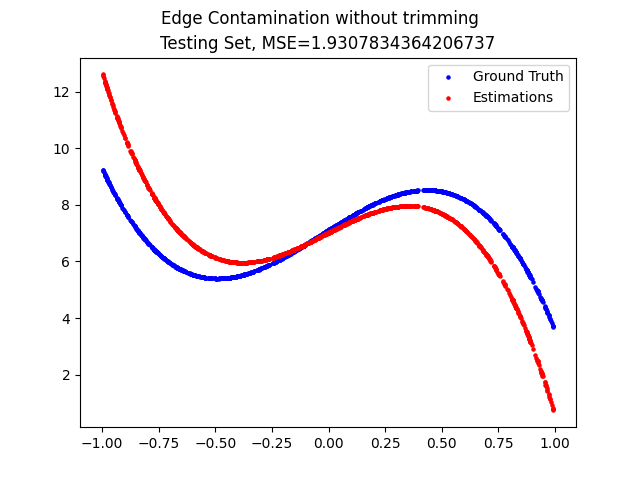 Edge Contamination without trimming
Testing Set, MSE=1.9307834364206737
Ground Truth
Estimations
12
10
8
6
4
2
−1.00 −0.75 −0.50 −0.25 0.00 0.25 0.50 0.75 1.00